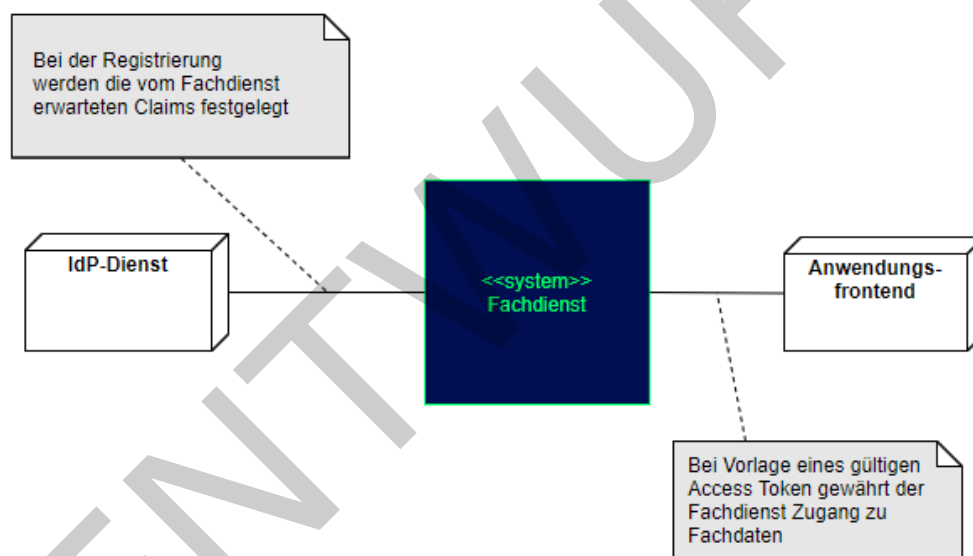 Bei der Registrierung
werden die vom Fachdienst
erwarteten Claims festgelegt
IdP-Dienst
<<system>>
Fachdienst
Anwendungs-
frontend
Bei Vorlage eines gültigen
Access Token gewährt der
Fachdienst Zugang zu
Fachdaten
ENTWURF